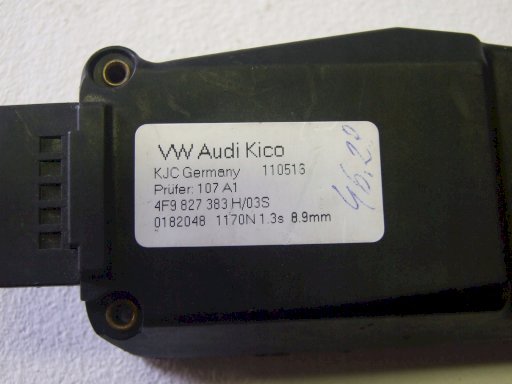 VW Audi Kico
KJC Germany 110516
Prüfer: 107 A1
4F9 827 383 H/03S
0182048 1170N 1.3s 8.9mm